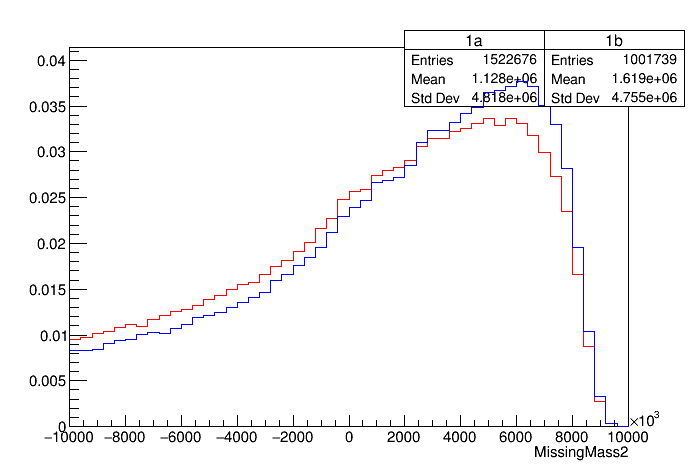 1a 1b
Entries 1522676 Entries 1001739
Mean 1.128e+06 Mean 1.619e+06
Std Dev 4.818e+06 Std Dev 4.755e+06
0.04
0.035
0.03
0.025
0.02
0.015
0.01
0.005
0
−10000 −8000 −6000 −4000 −2000 0 2000 4000 6000 8000 10000
×10³
MissingMass2